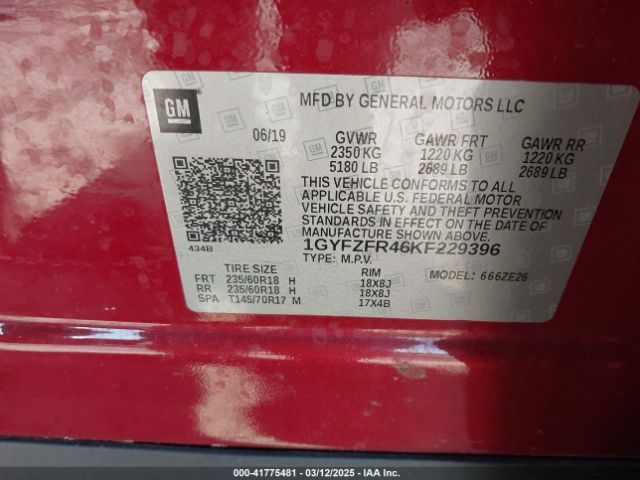 GM
MFD BY GENERAL MOTORS LLC
06/19 GVWR GAWR FRT GAWR RR
2350 KG 1220 KG 1220 KG
5180 LB 2689 LB 2689 LB
THIS VEHICLE CONFORMS TO ALL
APPLICABLE U.S. FEDERAL MOTOR
VEHICLE SAFETY AND THEFT PREVENTION
STANDARDS IN EFFECT ON THE DATE OF
MANUFACTURE SHOWN ABOVE.
434B 1GYFZFR46KF229396
TYPE: M.P.V. MODEL: 666ZE26
TIRE SIZE RIM
FRT 235/60R18 H 18X8J
RR 235/60R18 H 18X8J
SPA T145/70R17 M 17X4B
000-41775481 - 03/12/2025 - IAA Inc.